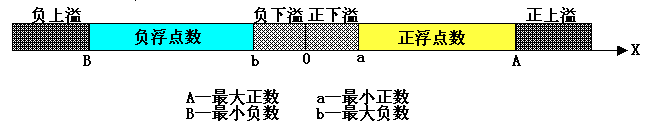 负上溢 负下溢 正下溢 正上溢
负浮点数 正浮点数
B b 0 a A X
A—最大正数 a—最小正数
B—最小负数 b—最大负数